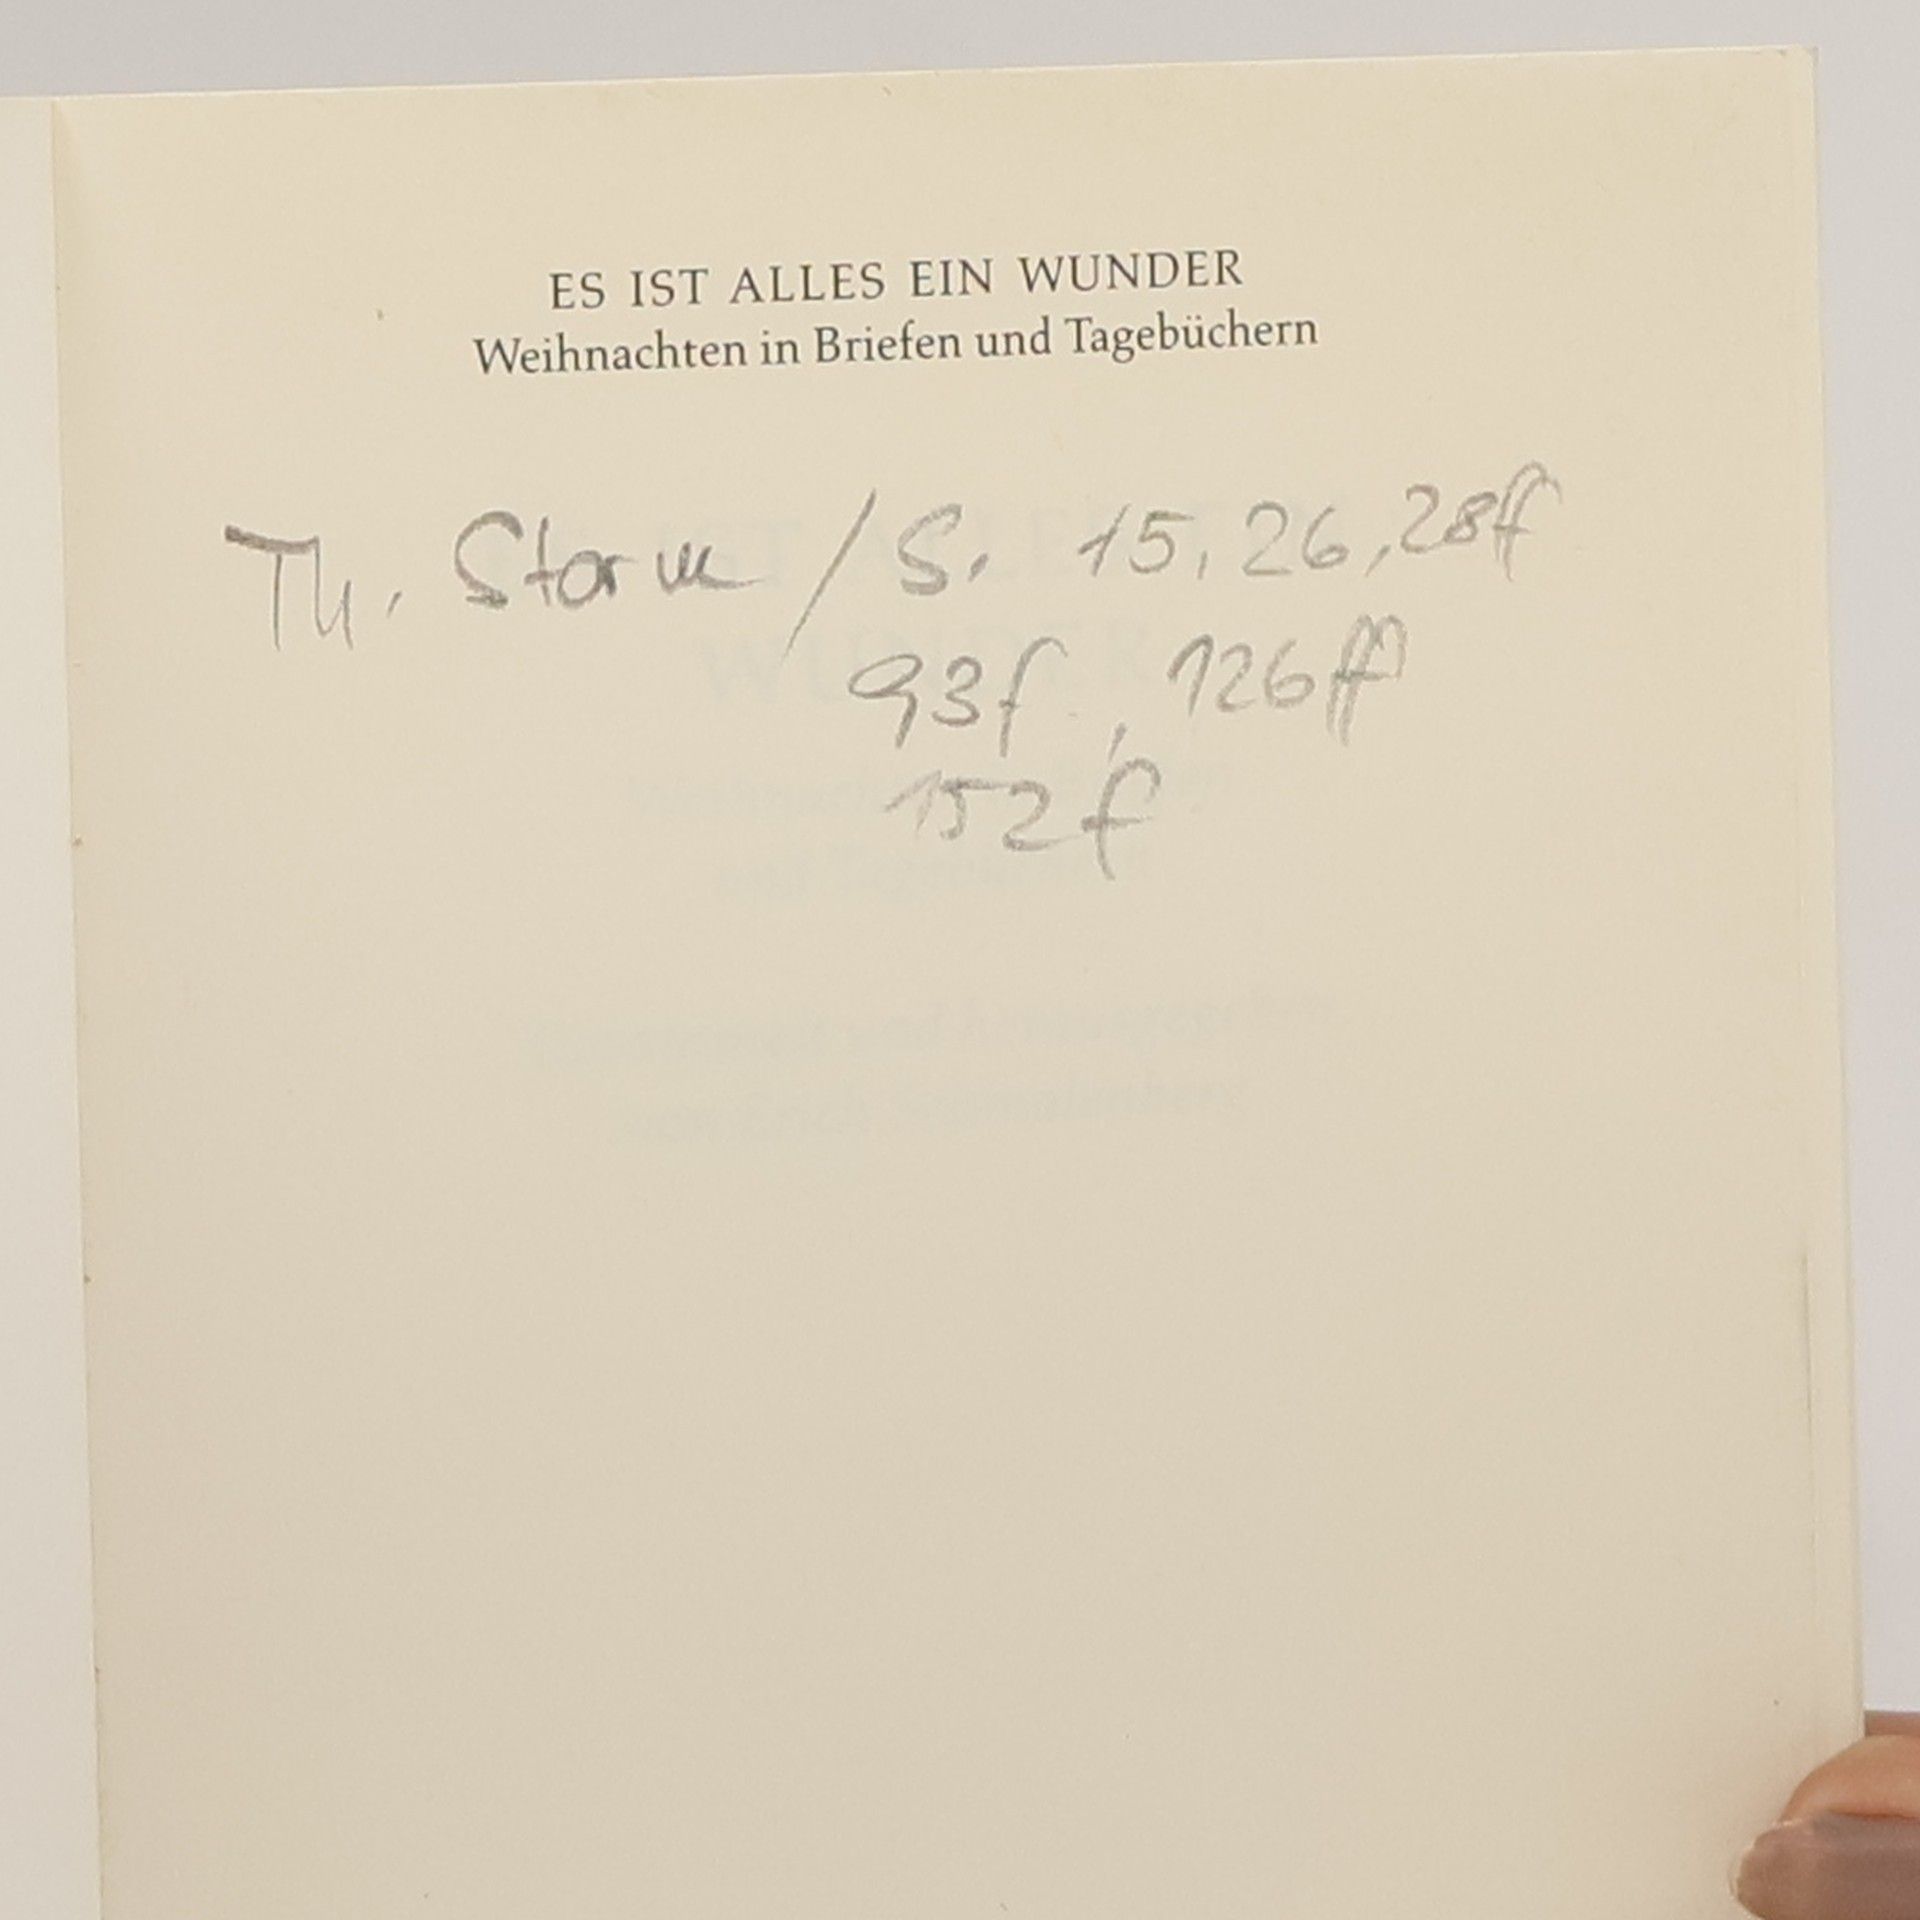 ES IST ALLES EIN WUNDER
Weihnachten in Briefen und Tagebüchern
Th. Storm / S. 15, 26, 28ff
93f, 126ff
152f